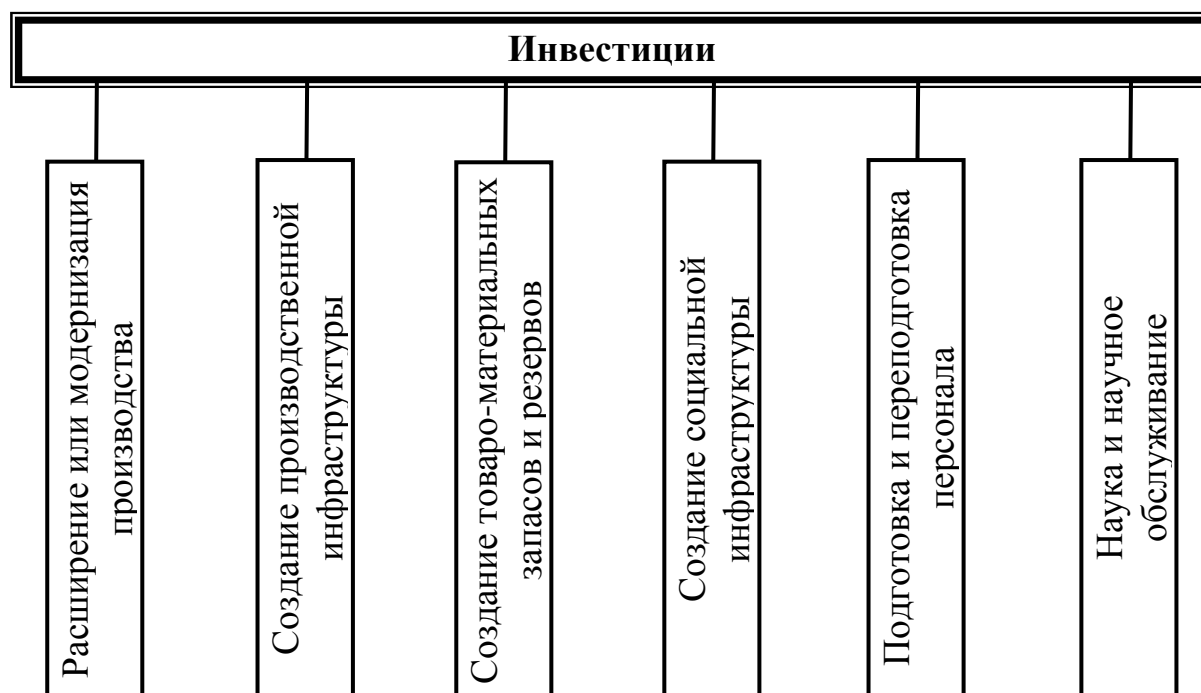 Инвестиции
Расширение или модернизация
производства
Создание производственной
инфраструктуры
Создание товаро-материальных
запасов и резервов
Создание социальной
инфраструктуры
Подготовка и переподготовка
персонала
Наука и научное
обслуживание